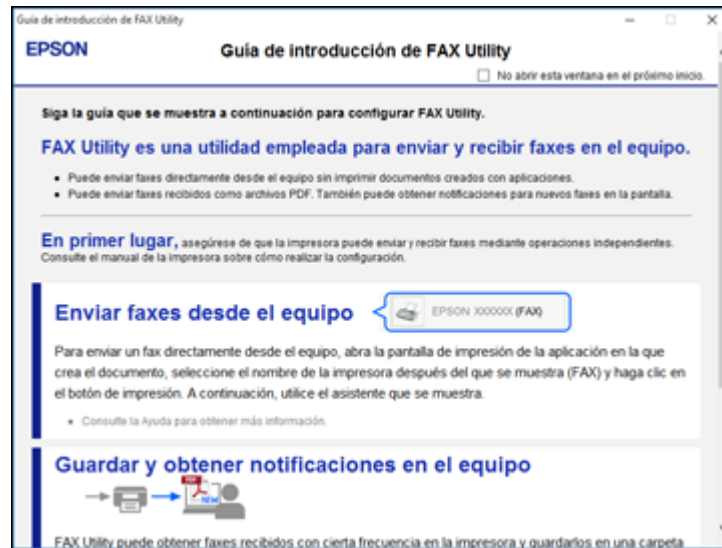 Guía de introducción de FAX Utility
EPSON
Guía de introducción de FAX Utility
No abrir esta ventana en el próximo inicio.
Siga la guía que se muestra a continuación para configurar FAX Utility.
FAX Utility es una utilidad empleada para enviar y recibir faxes en el equipo.
• Puede enviar faxes directamente desde el equipo sin imprimir documentos creados con aplicaciones.
• Puede enviar faxes recibidos como archivos PDF. También puede obtener notificaciones para nuevos faxes en la pantalla.
En primer lugar, asegúrese de que la impresora puede enviar y recibir faxes mediante operaciones independientes.
Consulte el manual de la impresora sobre cómo realizar la configuración.
Enviar faxes desde el equipo
EPSON XXXXXX (FAX)
Para enviar un fax directamente desde el equipo, abra la pantalla de impresión de la aplicación en la que
crea el documento, seleccione el nombre de la impresora después del que se muestra (FAX) y haga clic en
el botón de impresión. A continuación, utilice el asistente que se muestra.
• Consulte la Ayuda para obtener más información.
Guardar y obtener notificaciones en el equipo
PDF
NEW
FAX Utility puede obtener faxes recibidos con cierta frecuencia en la impresora y guardarlos en una carpeta